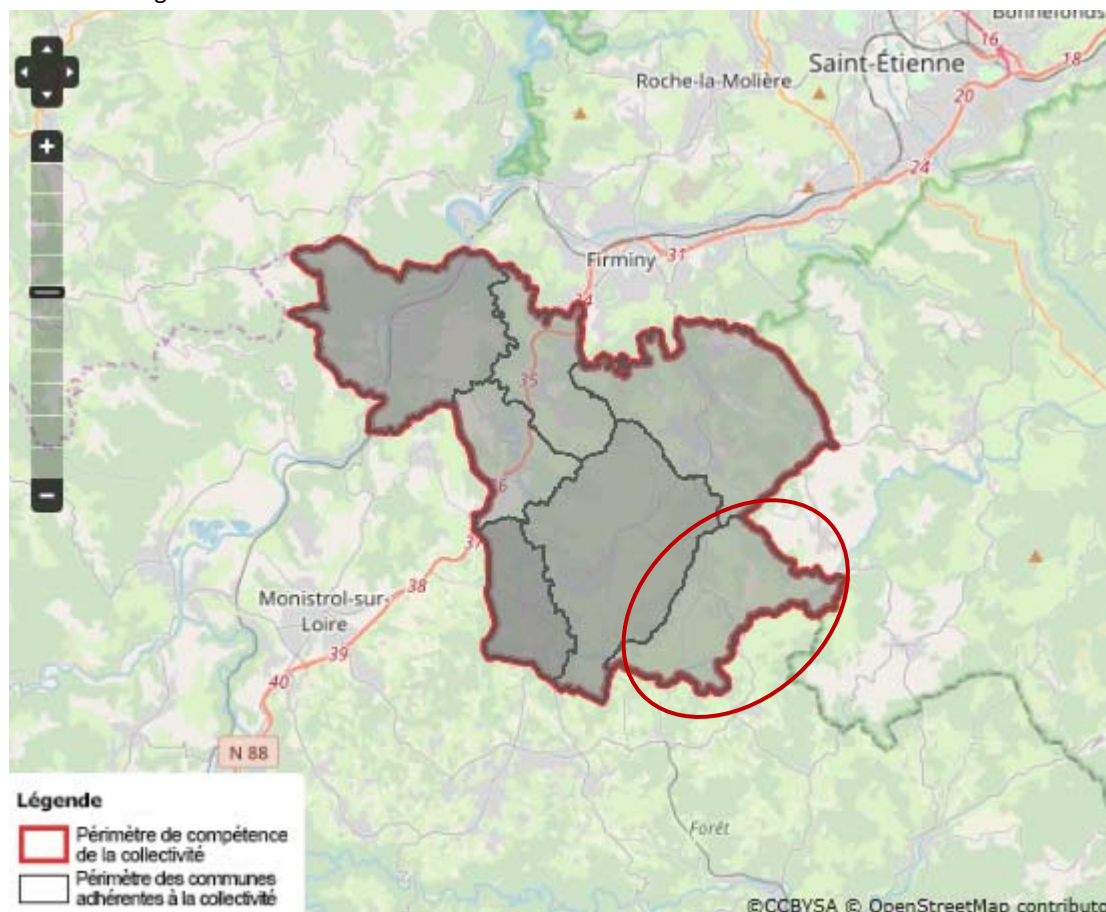 Bonnefonds
16
Saint-Étienne
18
Roche-la-Molière
20
24
Firminy
31
34
35
36
37
38
Monistrol-sur-
Loire
39
40
N 88
Légende
Périmètre de compétence
de la collectivité
Périmètre des communes
adhérentes à la collectivité
Forêt
©CCBYSA © OpenStreetMap contributo